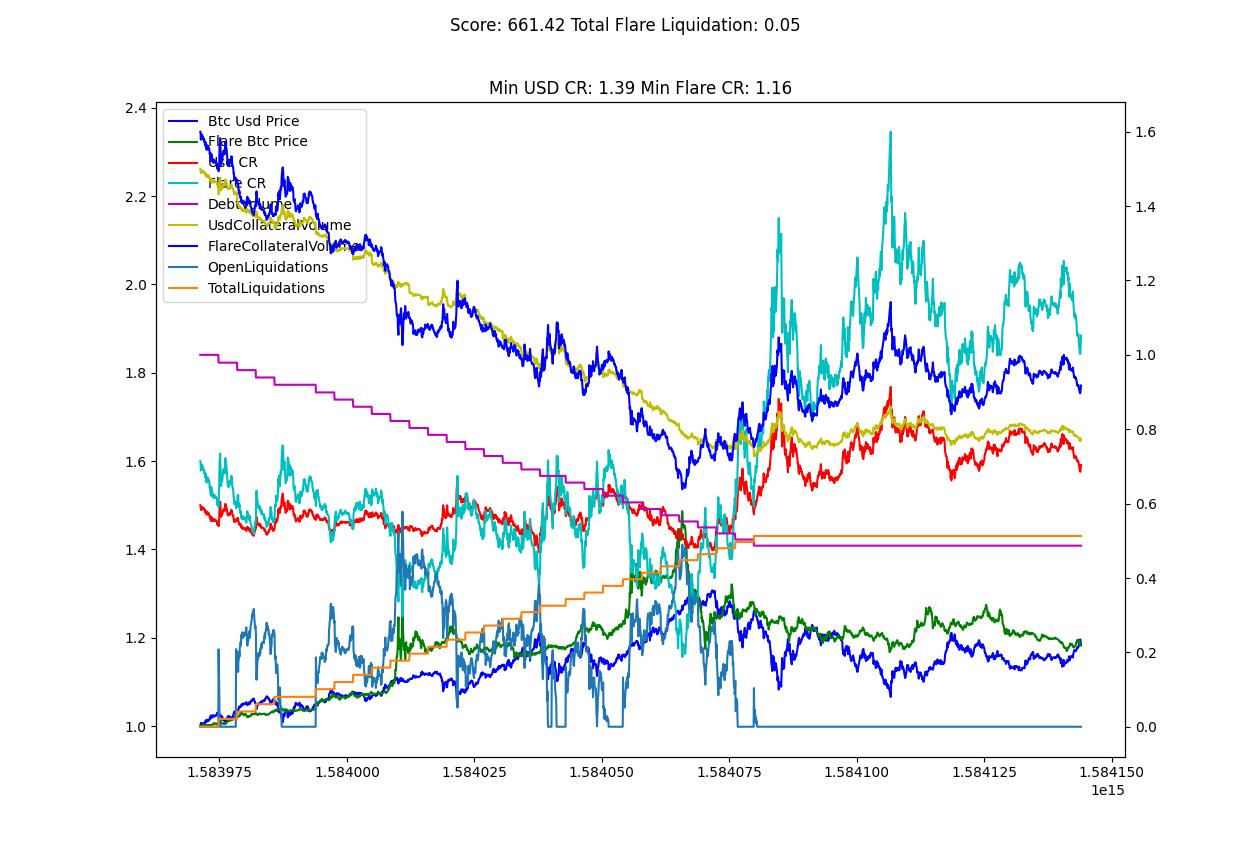 Score: 661.42 Total Flare Liquidation: 0.05
Min USD CR: 1.39 Min Flare CR: 1.16
2.4
2.2
2.0
1.8
1.6
1.4
1.2
1.0
Btc Usd Price
Flare Btc Price
Usd CR
Flare CR
DebtVolume
UsdCollateralVolume
FlareCollateralVolume
OpenLiquidations
TotalLiquidations
1.6
1.4
1.2
1.0
0.8
0.6
0.4
0.2
0.0
1.583975 1.584000 1.584025 1.584050 1.584075 1.584100 1.584125 1.584150
1e15